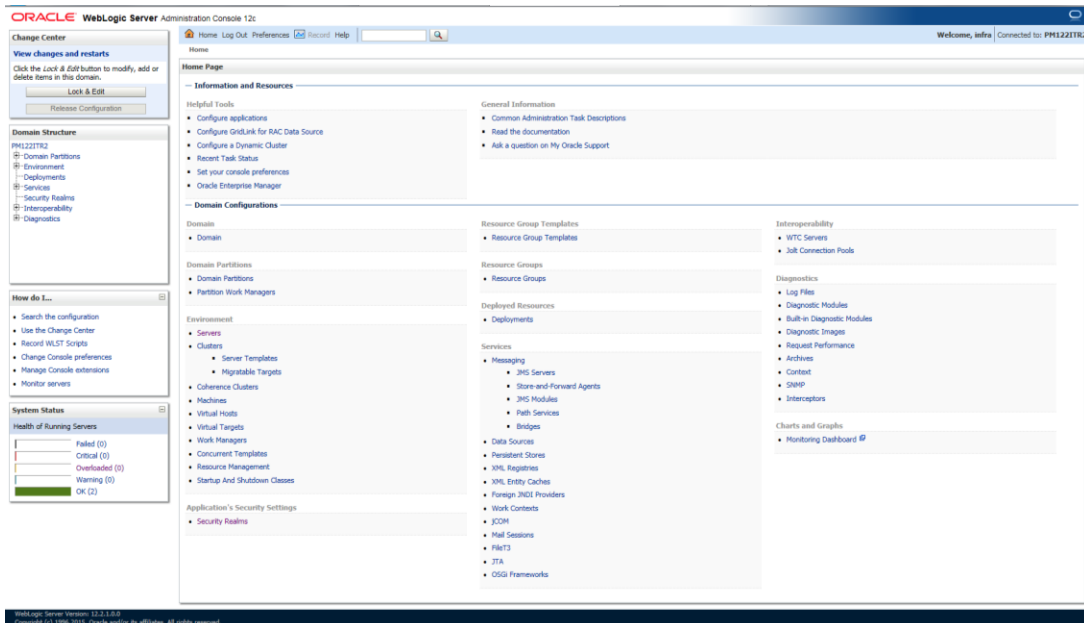 ORACLE WebLogic Server Administration Console 12c
Change Center
View changes and restarts
Click the Lock & Edit button to modify, add or
delete items in this domain.
Lock & Edit
Release Configuration
Domain Structure
PM122ITR2
Domain Partitions
Environment
Deployments
Services
Security Realms
Interoperability
Diagnostics
How do I...
Search the configuration
Use the Change Center
Record WLST Scripts
Change Console preferences
Manage Console extensions
Monitor servers
System Status
Health of Running Servers
Failed (0)
Critical (0)
Overloaded (0)
Warning (0)
OK (2)
Home Log Out Preferences Record Help
Welcome, infra Connected to: PM122ITR2
Home
Home Page
Information and Resources
Helpful Tools
Configure applications
Configure GridLink for RAC Data Source
Configure a Dynamic Cluster
Recent Task Status
Set your console preferences
Oracle Enterprise Manager
General Information
Common Administration Task Descriptions
Read the documentation
Ask a question on My Oracle Support
Domain Configurations
Domain
Domain
Domain Partitions
Domain Partitions
Partition Work Managers
Environment
Servers
Clusters
Server Templates
Migratable Targets
Coherence Clusters
Machines
Virtual Hosts
Virtual Targets
Work Managers
Concurrent Templates
Resource Management
Startup And Shutdown Classes
Application's Security Settings
Security Realms
Resource Group Templates
Resource Group Templates
Resource Groups
Resource Groups
Deployed Resources
Deployments
Services
Messaging
JMS Servers
Store-and-Forward Agents
JMS Modules
Path Services
Bridges
Data Sources
Persistent Stores
XML Registries
XML Entity Caches
Foreign JNDI Providers
Work Contexts
jCOM
Mail Sessions
FileT3
JTA
OSGi Frameworks
Interoperability
WTC Servers
Jolt Connection Pools
Diagnostics
Log Files
Diagnostic Modules
Built-in Diagnostic Modules
Diagnostic Images
Request Performance
Archives
Context
SNMP
Interceptors
Charts and Graphs
Monitoring Dashboard
WebLogic Server Version: 12.2.1.0.0
Copyright (c) 1996,2015, Oracle and/or its affiliates. All rights reserved.